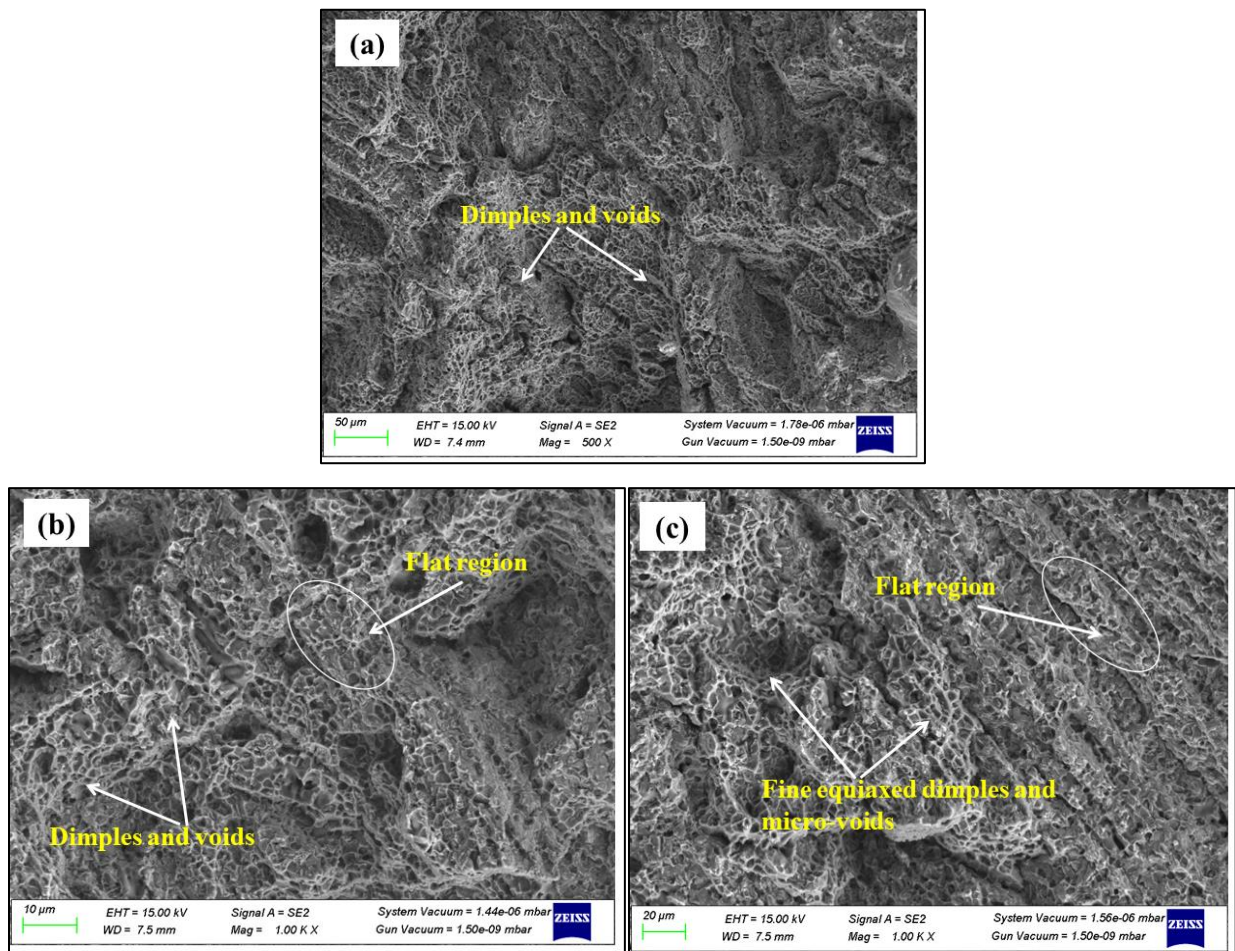 (a)
Dimples and voids
50 µm
EHT = 15.00 kV
Signal A = SE2
System Vacuum = 1.78e-06 mbar
WD = 7.4 mm
Mag = 500 X
Gun Vacuum = 1.50e-09 mbar
ZEISS
(b)
Flat region
Dimples and voids
10 µm
EHT = 15.00 kV
Signal A = SE2
System Vacuum = 1.44e-06 mbar
WD = 7.5 mm
Mag = 1.00 K X
Gun Vacuum = 1.50e-09 mbar
ZEISS
(c)
Flat region
Fine equiaxed dimples and
micro-voids
20 µm
EHT = 15.00 kV
Signal A = SE2
System Vacuum = 1.56e-06 mbar
WD = 7.5 mm
Mag = 1.00 K X
Gun Vacuum = 1.50e-09 mbar
ZEISS